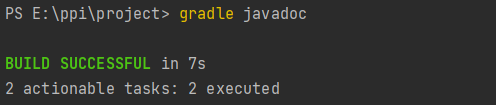 PS E:\ppi\project> gradle javadoc
BUILD SUCCESSFUL in 7s
2 actionable tasks: 2 executed